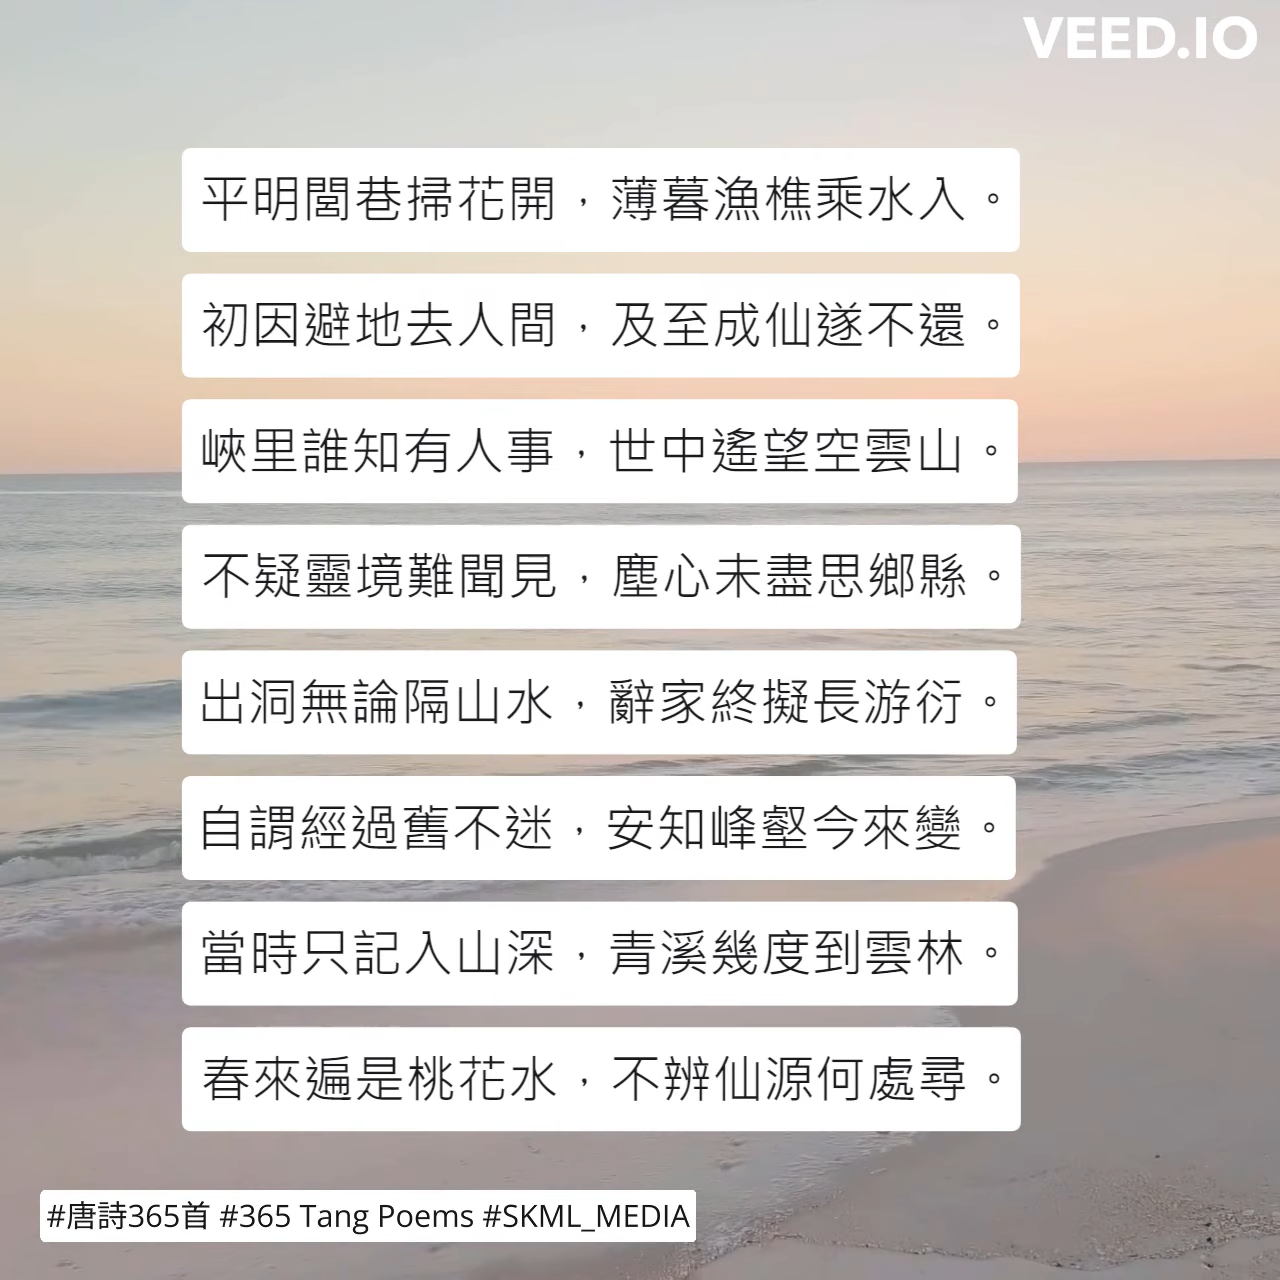 VEED.IO
平明閭巷掃花開，薄暮漁樵乘水入。
初因避地去人間，及至成仙遂不還。
峽里誰知有人事，世中遙望空雲山。
不疑靈境難聞見，塵心未盡思鄉縣。
出洞無論隔山水，辭家終擬長游衍。
自謂經過舊不迷，安知峰壑今來變。
當時只記入山深，青溪幾度到雲林。
春來遍是桃花水，不辨仙源何處尋。
#唐詩365首 #365 Tang Poems #SKML_MEDIA